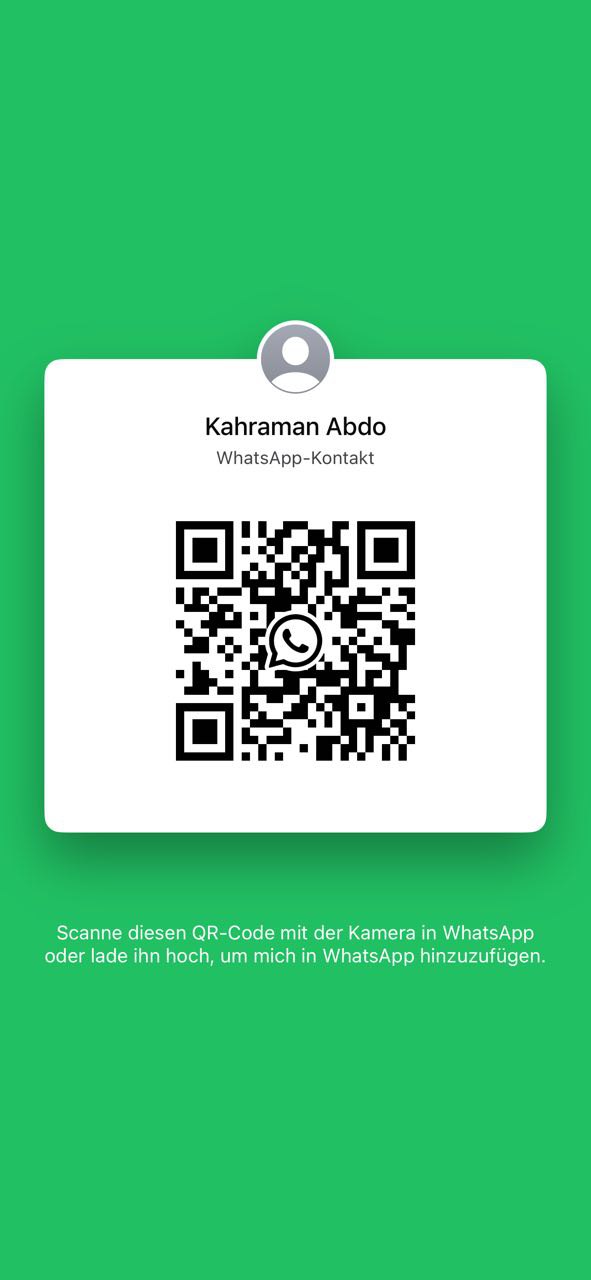 Kahraman Abdo
WhatsApp-Kontakt
Scanne diesen QR-Code mit der Kamera in WhatsApp
oder lade ihn hoch, um mich in WhatsApp hinzuzufügen.